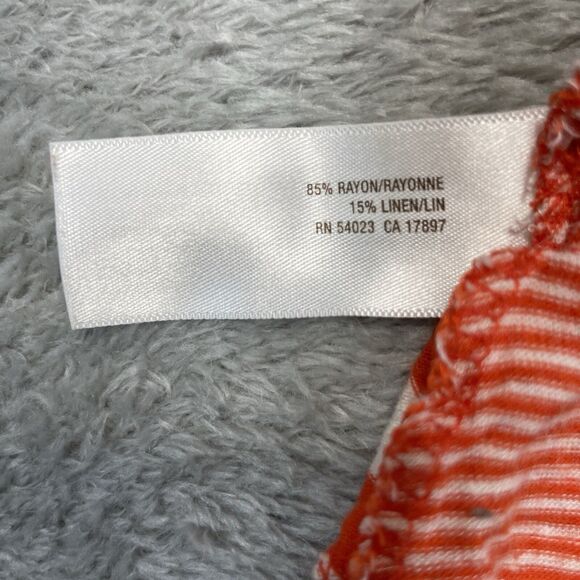 85% RAYON/RAYONNE
15% LINEN/LIN
RN 54023 CA 17897